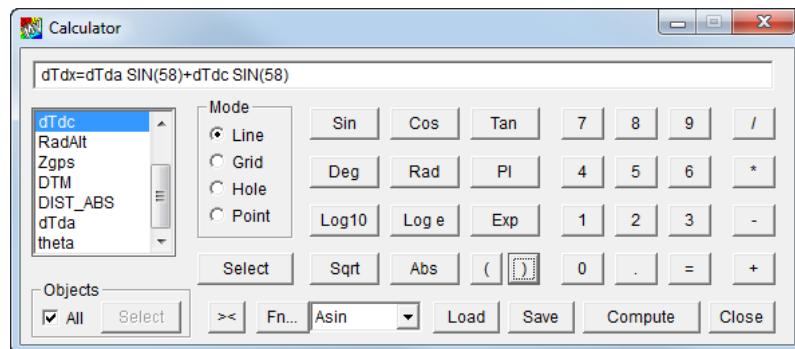 Calculator
dTdx=dTda SIN(58)+dTdc SIN(58)
dTdc
RadAlt
Zgps
DTM
DIST_ABS
dTda
theta
Mode
Line
Grid
Hole
Point
Sin Cos Tan 7 8 9 /
Deg Rad PI 4 5 6 *
Log10 Log e Exp 1 2 3 -
Select Sqrt Abs ( ) 0 . = +
Objects
All Select
>< Fn... Asin Load Save Compute Close